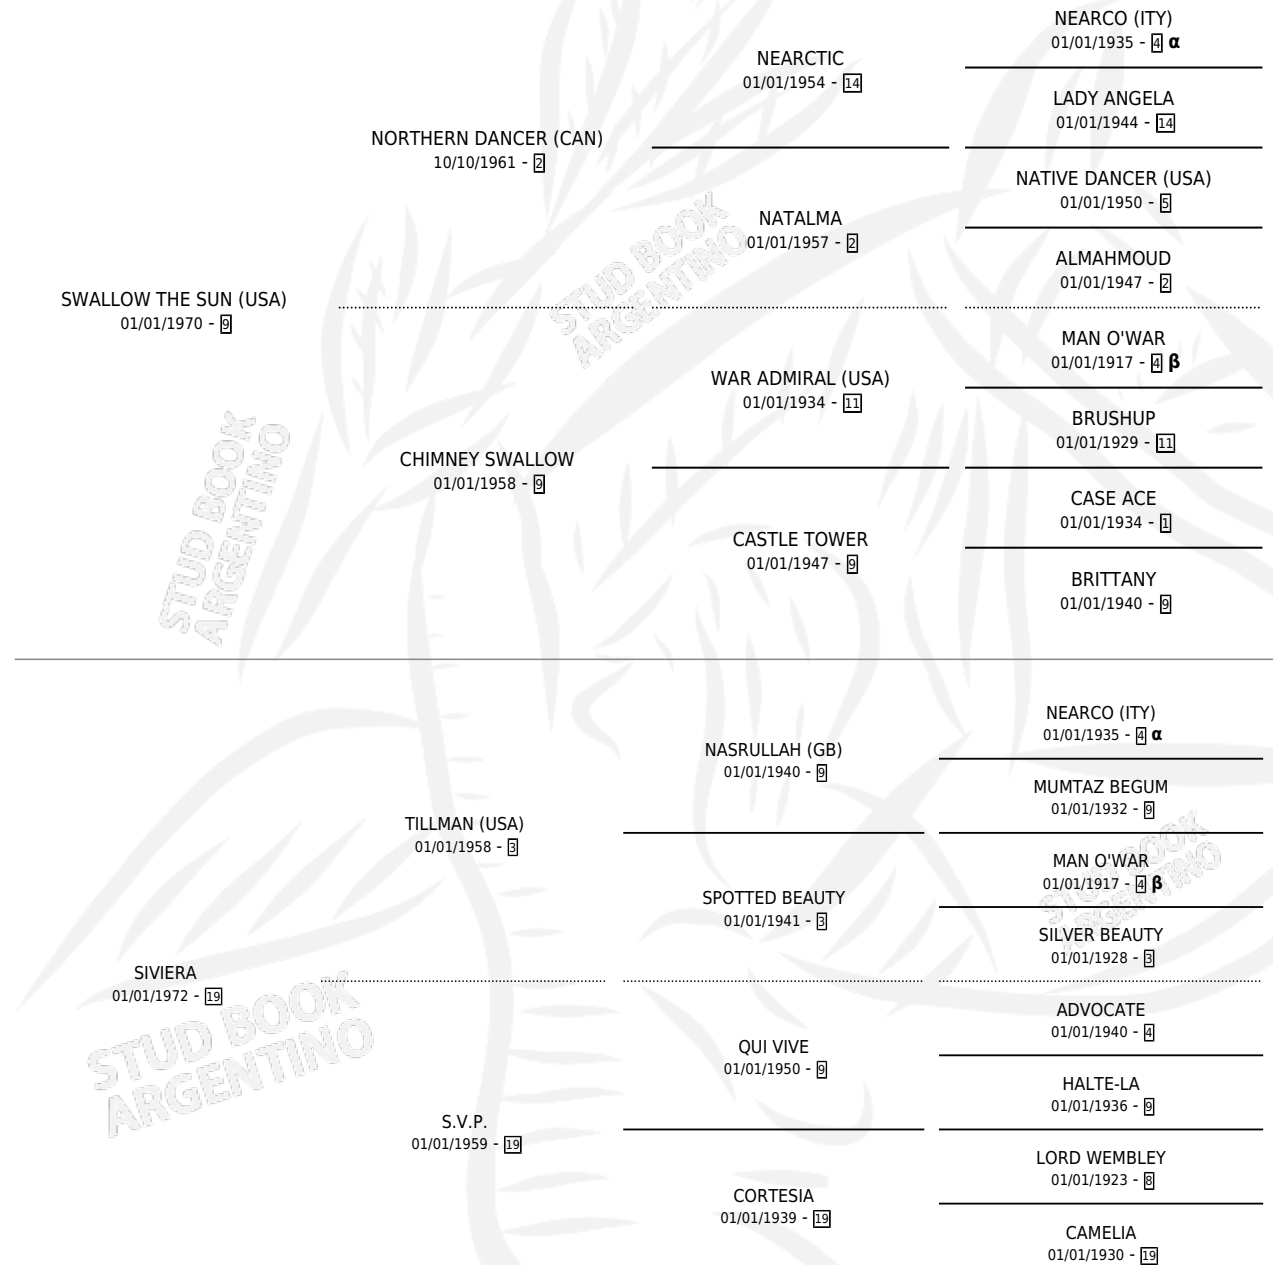 SWALLOW THE SUN (USA)
01/01/1970 - 9
NORTHERN DANCER (CAN)
10/10/1961 - 2
NEARCTIC
01/01/1954 - 14
NEARCO (ITY)
01/01/1935 - 4 α
LADY ANGELA
01/01/1944 - 14
NATALMA
01/01/1957 - 2
NATIVE DANCER (USA)
01/01/1950 - 5
ALMAHMOUD
01/01/1947 - 2
CHIMNEY SWALLOW
01/01/1958 - 9
WAR ADMIRAL (USA)
01/01/1934 - 11
MAN O'WAR
01/01/1917 - 4 β
BRUSHUP
01/01/1929 - 11
CASTLE TOWER
01/01/1947 - 9
CASE ACE
01/01/1934 - 1
BRITTANY
01/01/1940 - 9
SIVIERA
01/01/1972 - 19
TILLMAN (USA)
01/01/1958 - 3
NASRULLAH (GB)
01/01/1940 - 9
NEARCO (ITY)
01/01/1935 - 4 α
MUMTAZ BEGUM
01/01/1932 - 9
SPOTTED BEAUTY
01/01/1941 - 3
MAN O'WAR
01/01/1917 - 4 β
SILVER BEAUTY
01/01/1928 - 3
S.V.P.
01/01/1959 - 19
QUI VIVE
01/01/1950 - 9
ADVOCATE
01/01/1940 - 4
HALTE-LA
01/01/1936 - 9
CORTESIA
01/01/1939 - 19
LORD WEMBLEY
01/01/1923 - 8
CAMELIA
01/01/1930 - 19
STUD BOOK
ARGENTINO
STUD BOOK
ARGENTINO
STUD BOOK
ARGENTINO
STUD BOOK
ARGENTINO